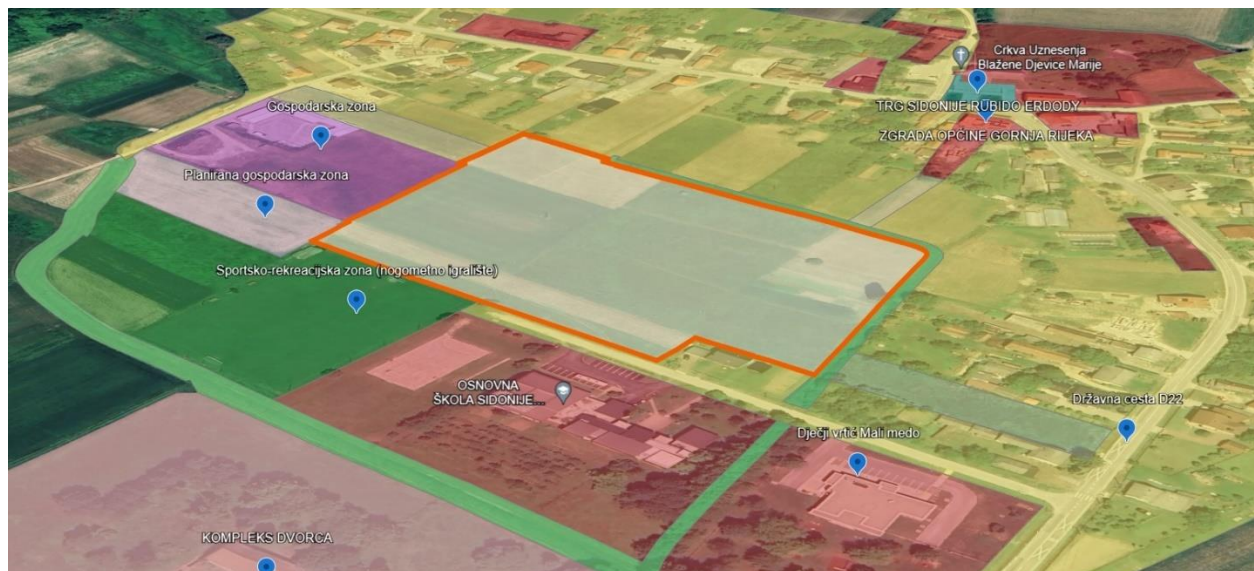 Crkva Uznesenja
Blažene Djevice Marije
Gospodarska zona
TRG SIDONIJE RUBIDO ERDODY
ZGRADA OPĆINE GORNJA RIJEKA
Planirana gospodarska zona
Sportsko-rekreacijska zona (nogometno igralište)
OSNOVNA
ŠKOLA SIDONIJE...
Državna cesta D22
Dječji vrtić Mali medo
KOMPLEKS DVORCA